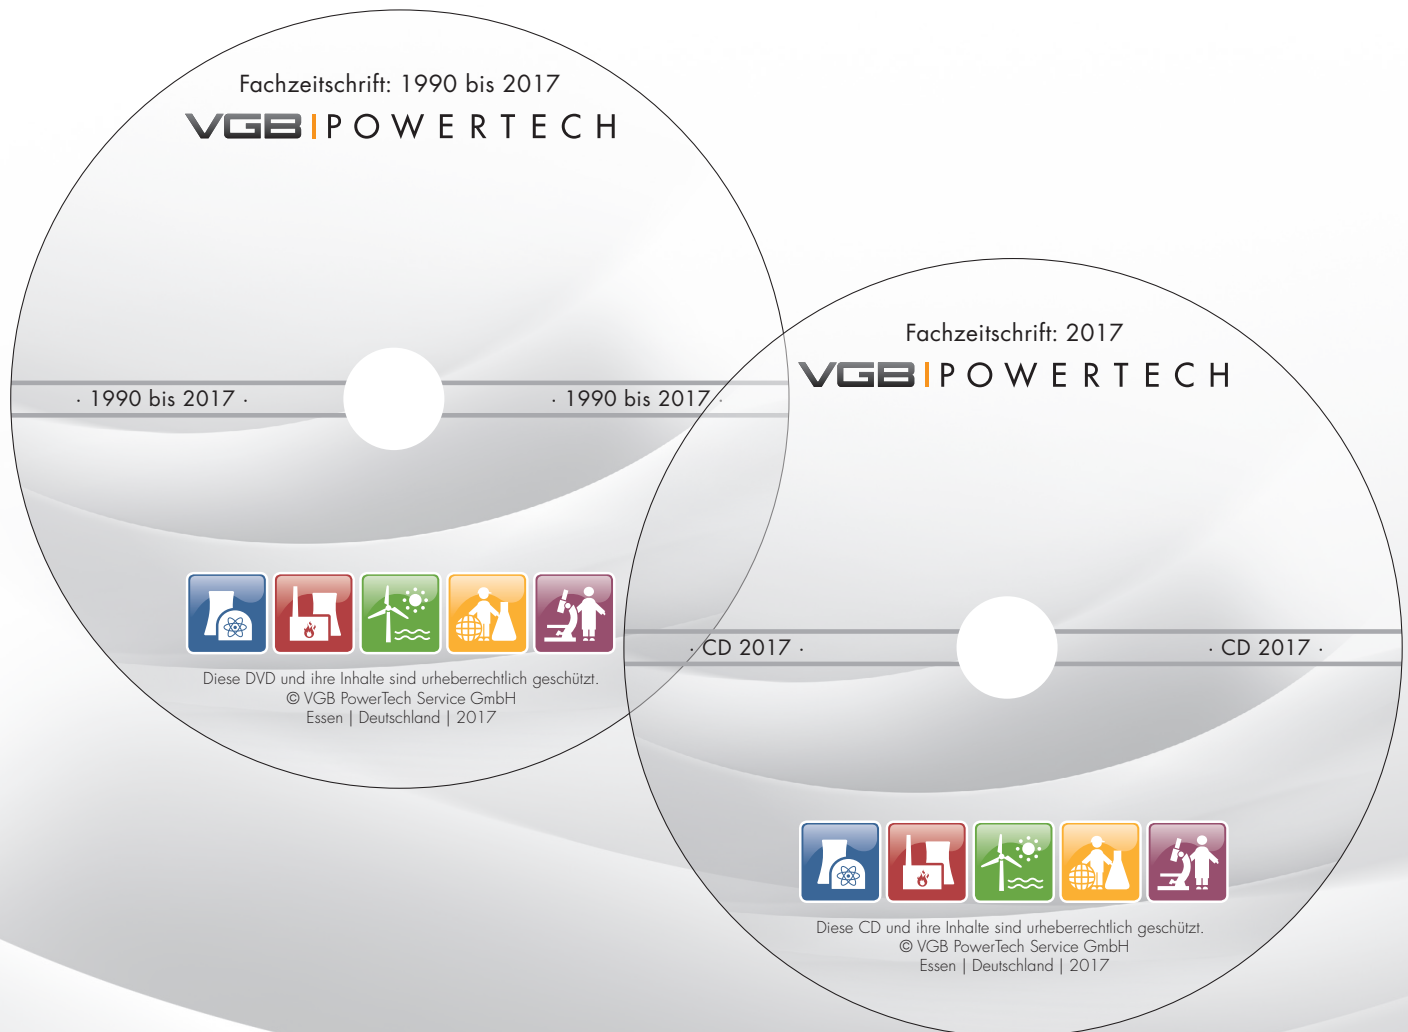 Fachzeitschrift: 1990 bis 2017
VGB | POWERTECH
· 1990 bis 2017 ·
· 1990 bis 2017 ·
Diese DVD und ihre Inhalte sind urheberrechtlich geschützt.
© VGB PowerTech Service GmbH
Essen | Deutschland | 2017
Fachzeitschrift: 2017
VGB | POWERTECH
· CD 2017 ·
· CD 2017 ·
Diese CD und ihre Inhalte sind urheberrechtlich geschützt.
© VGB PowerTech Service GmbH
Essen | Deutschland | 2017